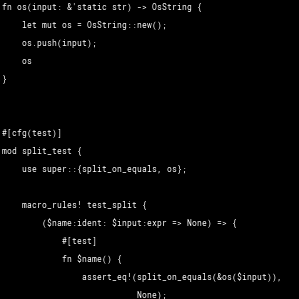 fn os(input: &'static str) -> OsString {
    let mut os = OsString::new();
    os.push(input);
    os
}

#[cfg(test)]
mod split_test {
    use super::{split_on_equals, os};

    macro_rules! test_split {
        ($name:ident: $input:expr => None) => {
            #[test]
            fn $name() {
                assert_eq!(split_on_equals(&os($input)),
                           None);